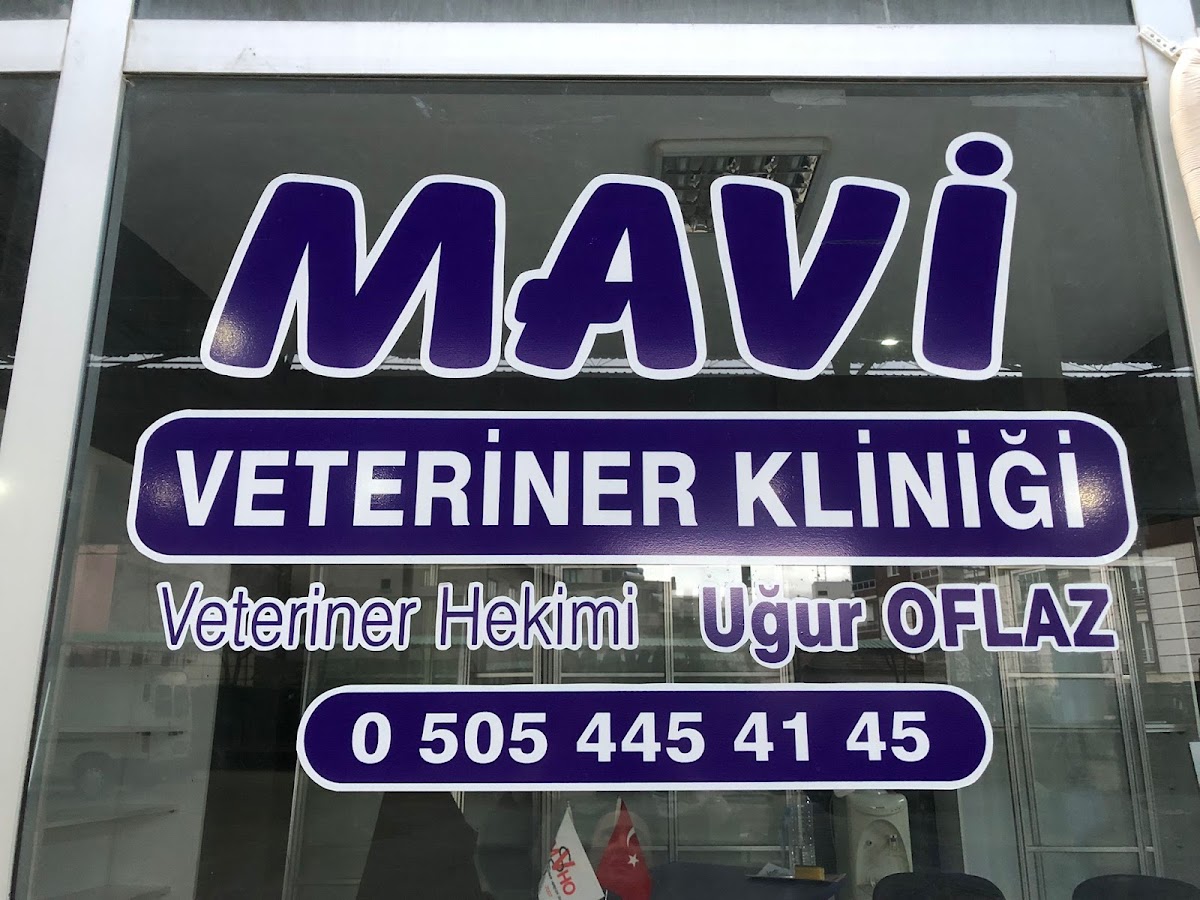 MAVİ
VETERİNER KLİNİĞİ
Veteriner Hekimi Uğur OFLAZ
0 505 445 41 45